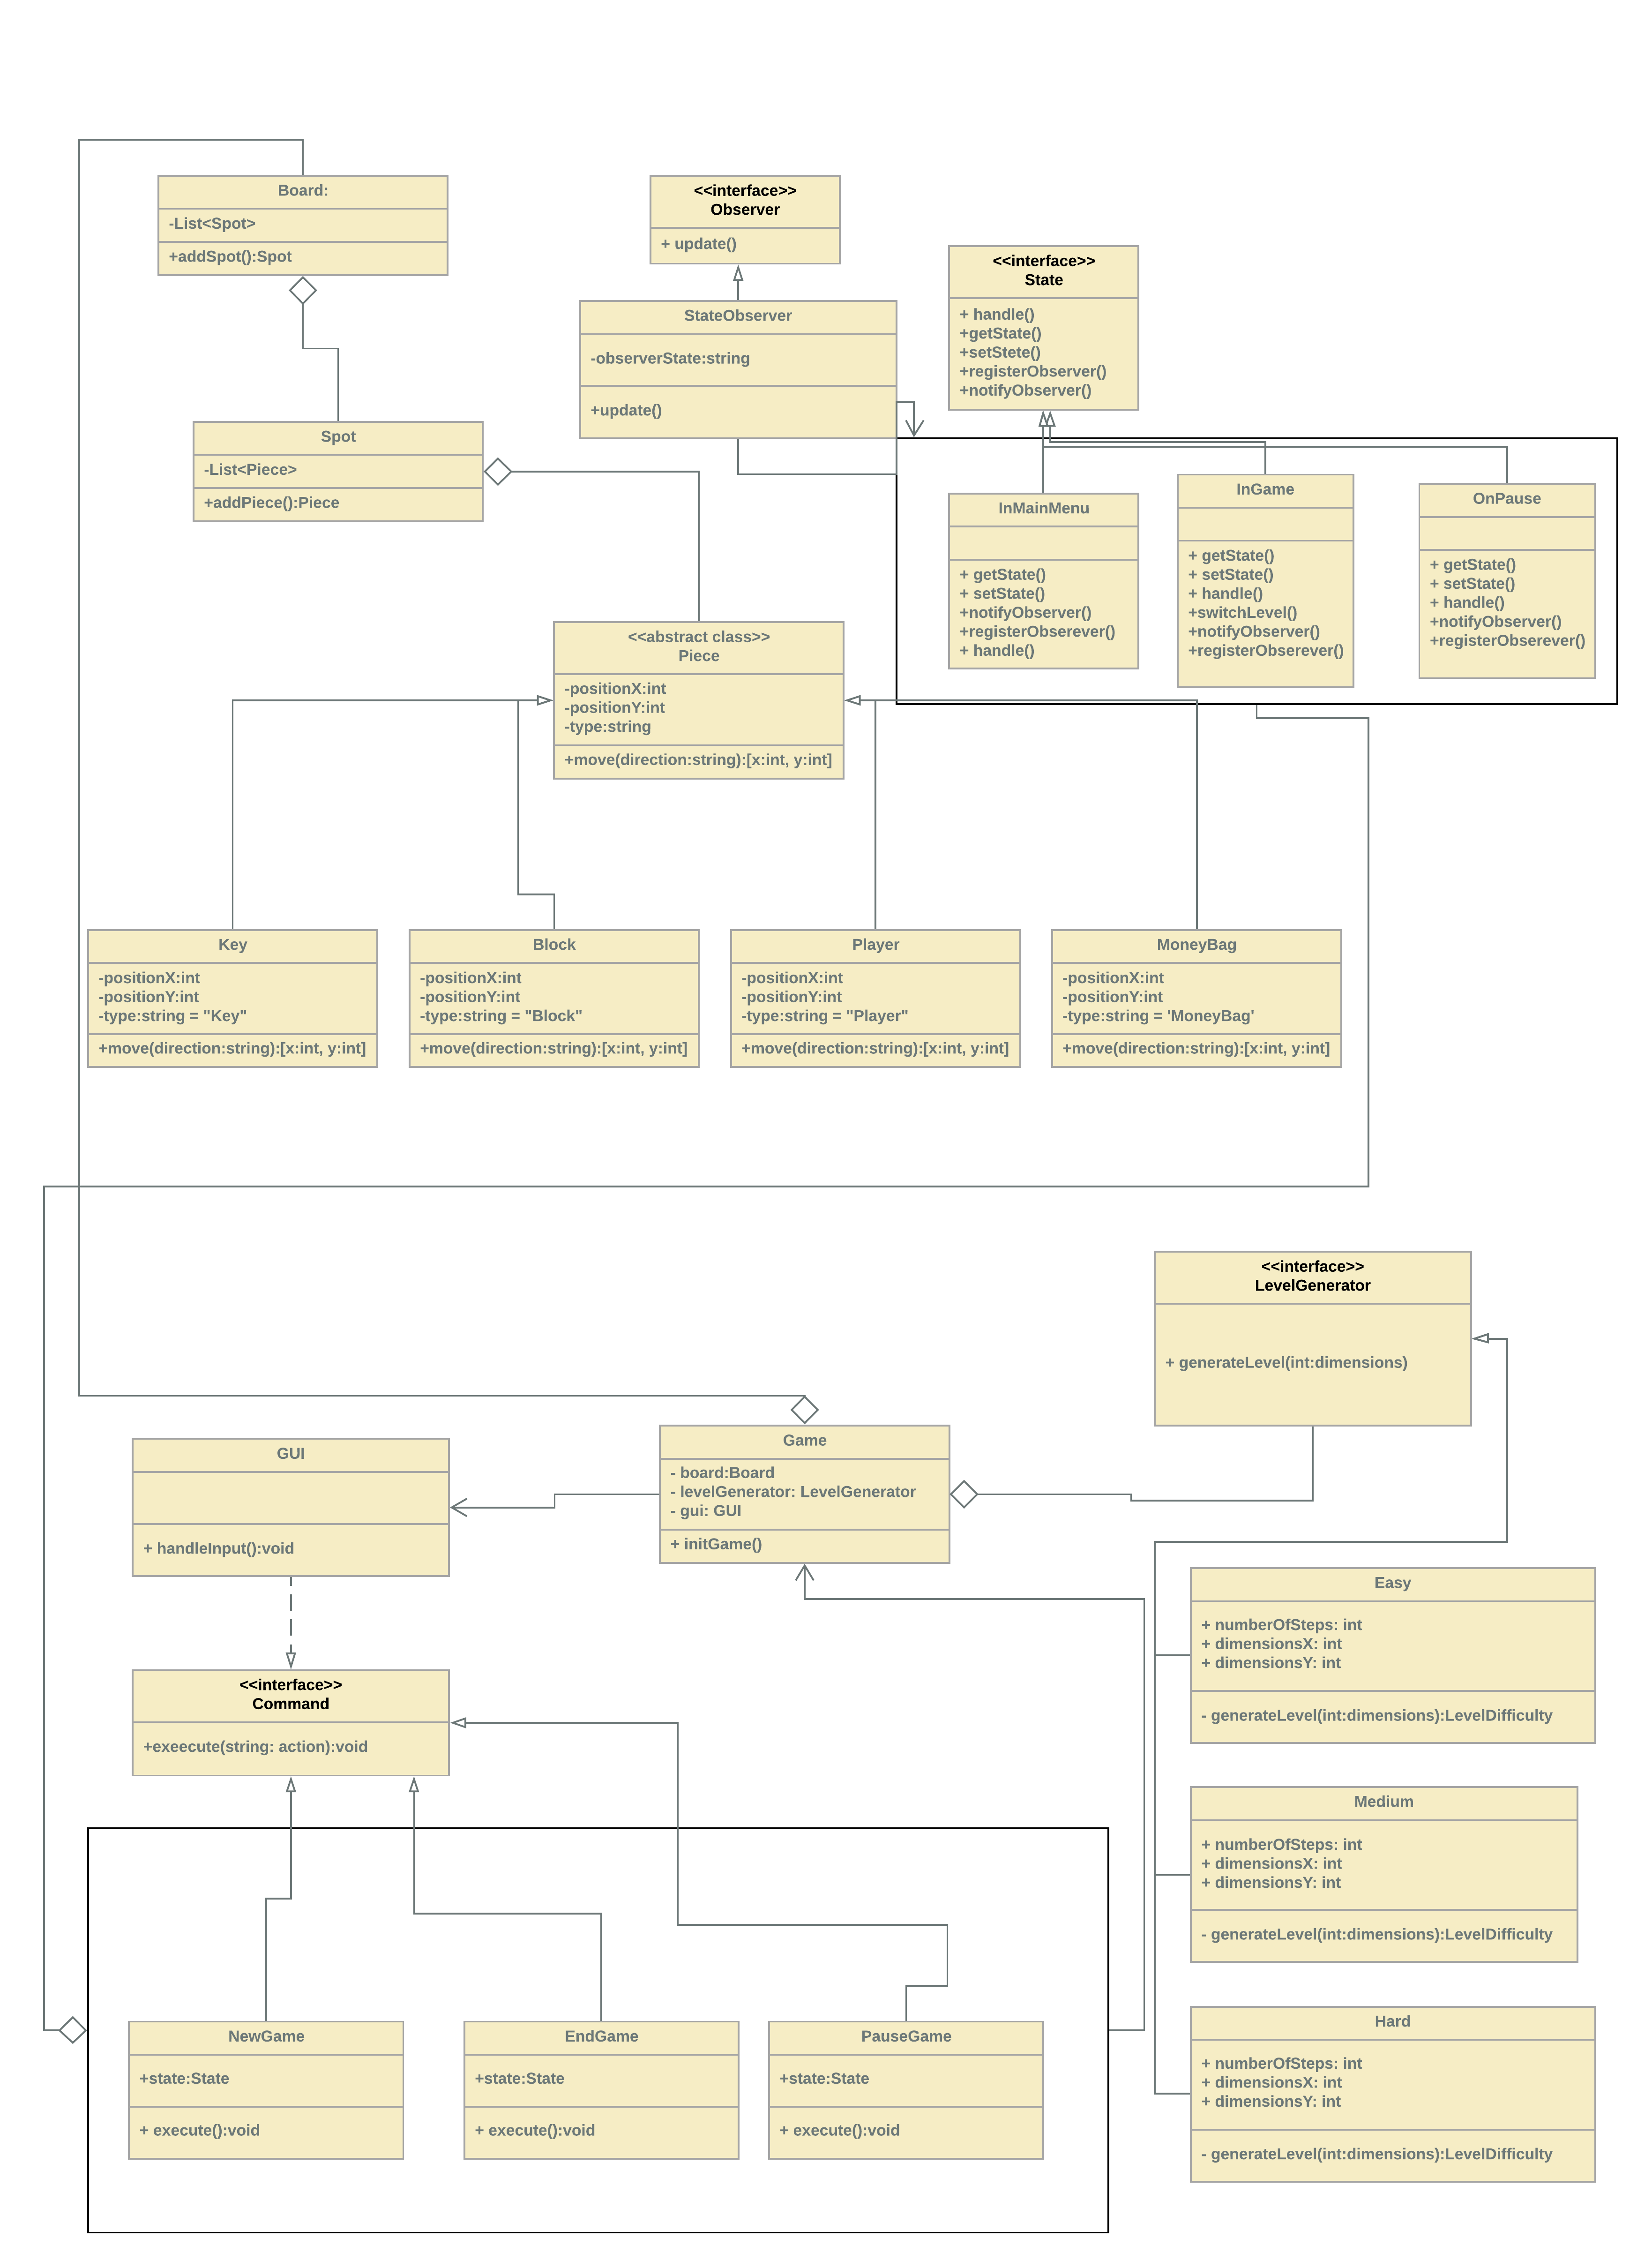 Board:
-List<Spot>
+addSpot():Spot
<<interface>>
Observer
+ update()
<<interface>>
State
+ handle()
+getState()
+setStete()
+registerObserver()
+notifyObserver()
StateObserver
-observerState:string
+update()
Spot
-List<Piece>
+addPiece():Piece
InMainMenu
+ getState()
+ setState()
+notifyObserver()
+registerObserever()
+ handle()
InGame
+ getState()
+ setState()
+ handle()
+switchLevel()
+notifyObserver()
+registerObserever()
OnPause
+ getState()
+ setState()
+ handle()
+notifyObserver()
+registerObserever()
<<abstract class>>
Piece
-positionX:int
-positionY:int
-type:string
+move(direction:string):[x:int, y:int]
Key
-positionX:int
-positionY:int
-type:string = "Key"
+move(direction:string):[x:int, y:int]
Block
-positionX:int
-positionY:int
-type:string = "Block"
+move(direction:string):[x:int, y:int]
Player
-positionX:int
-positionY:int
-type:string = "Player"
+move(direction:string):[x:int, y:int]
MoneyBag
-positionX:int
-positionY:int
-type:string = 'MoneyBag'
+move(direction:string):[x:int, y:int]
<<interface>>
LevelGenerator
+ generateLevel(int:dimensions)
GUI
+ handleInput():void
Game
- board:Board
- levelGenerator: LevelGenerator
- gui: GUI
+ initGame()
Easy
+ numberOfSteps: int
+ dimensionsX: int
+ dimensionsY: int
- generateLevel(int:dimensions):LevelDifficulty
<<interface>>
Command
+exeecute(string: action):void
Medium
+ numberOfSteps: int
+ dimensionsX: int
+ dimensionsY: int
- generateLevel(int:dimensions):LevelDifficulty
NewGame
+state:State
+ execute():void
EndGame
+state:State
+ execute():void
PauseGame
+state:State
+ execute():void
Hard
+ numberOfSteps: int
+ dimensionsX: int
+ dimensionsY: int
- generateLevel(int:dimensions):LevelDifficulty